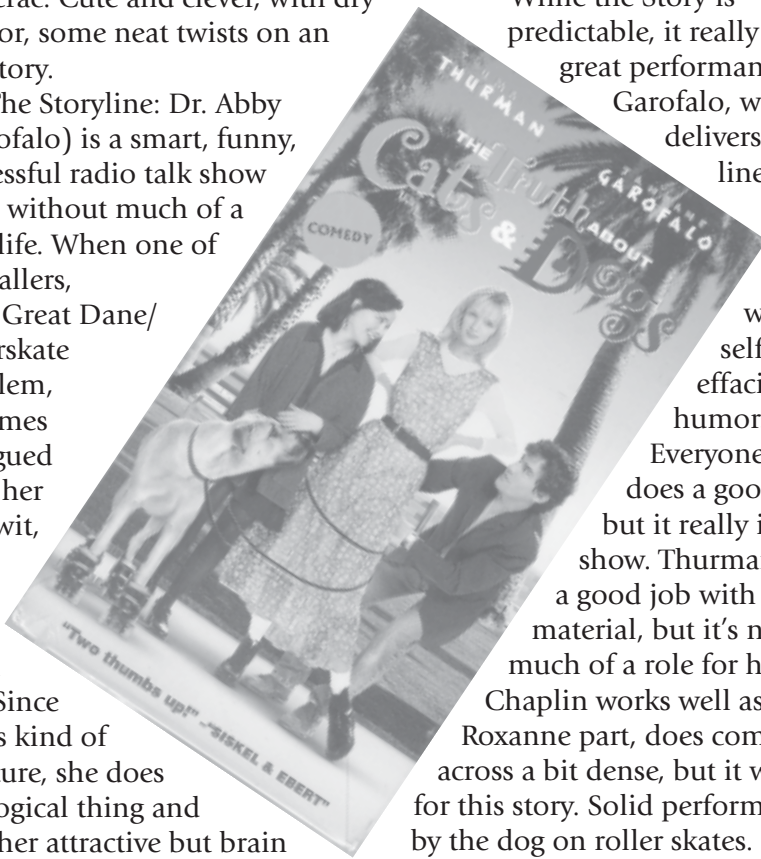 erac. Cute and clever, with dry
or, some neat twists on an
tory.
he Storyline: Dr. Abby
ofalo) is a smart, funny,
essful radio talk show
without much of a
life. When one of
allers,
Great Dane/
rskate
lem,
mes
gued
her
wit,
Since
s kind of
ure, she does
ogical thing and
her attractive but brain
THURMAN
GAROFALO
THE Truth ABOUT
Cats & Dogs
COMEDY
"Two thumbs up!" -"SISKEL & EBERT"
While the Story is
predictable, it really
great performan
Garofalo, w
delivers
line
w
self
effaci
humor
Everyone
does a goo
but it really i
show. Thurma
a good job with
material, but it's n
much of a role for h
Chaplin works well as
Roxanne part, does com
across a bit dense, but it w
for this story. Solid perform
by the dog on roller skates.